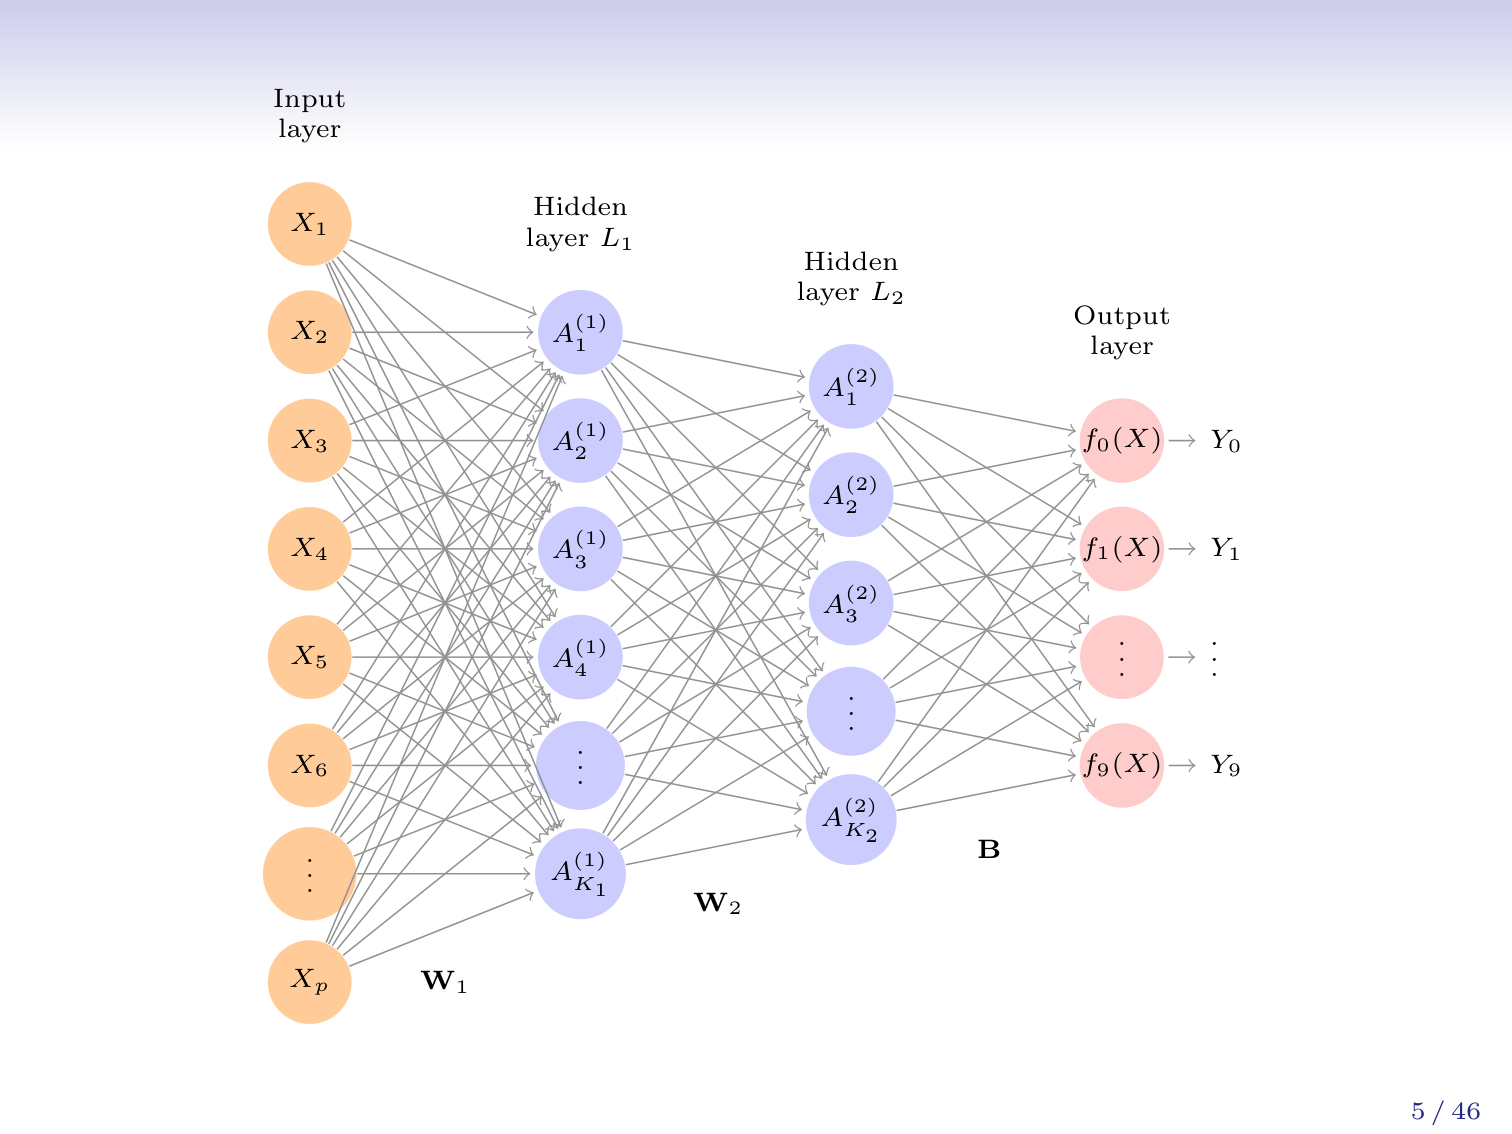 Input
layer
X₁
X₂
X₃
X₄
X₅
X₆
⋮
Xₚ
W₁
Hidden
layer L₁
A₁⁽¹⁾
A₂⁽¹⁾
A₃⁽¹⁾
A₄⁽¹⁾
⋮
A_{K₁}⁽¹⁾
W₂
Hidden
layer L₂
A₁⁽²⁾
A₂⁽²⁾
A₃⁽²⁾
⋮
A_{K₂}⁽²⁾
B
Output
layer
f₀(X) → Y₀
f₁(X) → Y₁
⋮ → ⋮
f₉(X) → Y₉
5 / 46